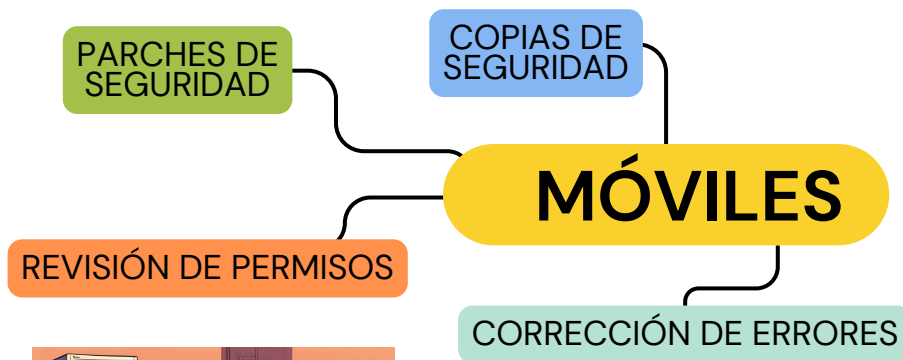 PARCHES DE
SEGURIDAD
COPIAS DE
SEGURIDAD
MÓVILES
REVISIÓN DE PERMISOS
CORRECCIÓN DE ERRORES